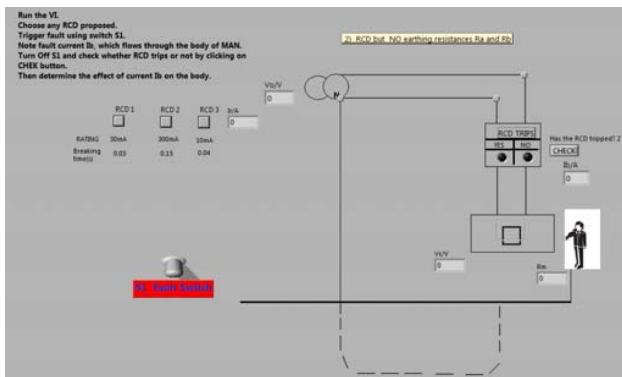 Run the VI.
Choose any RCD proposed.
Trigger fault using switch S1.
Note fault current Ib, which flows through the body of MAN.
Turn Off S1 and check whether RCD trips or not by clicking on
CHEK button.
Then determine the effect of current Ib on the body.
2) RCD but NO earthing resistances Ra and Rb
Vo/V
0
N
RCD 1 RCD 2 RCD 3 If/A
0
RATING 30mA 300mA 10mA
Breaking
time(s) 0.03 0.15 0.04
RCD TRIPS
YES NO
Has the RCD tropped? 2
CHECK!
Ib/A
0
Vt/V
0
Rm
0
S1 Fault Switch